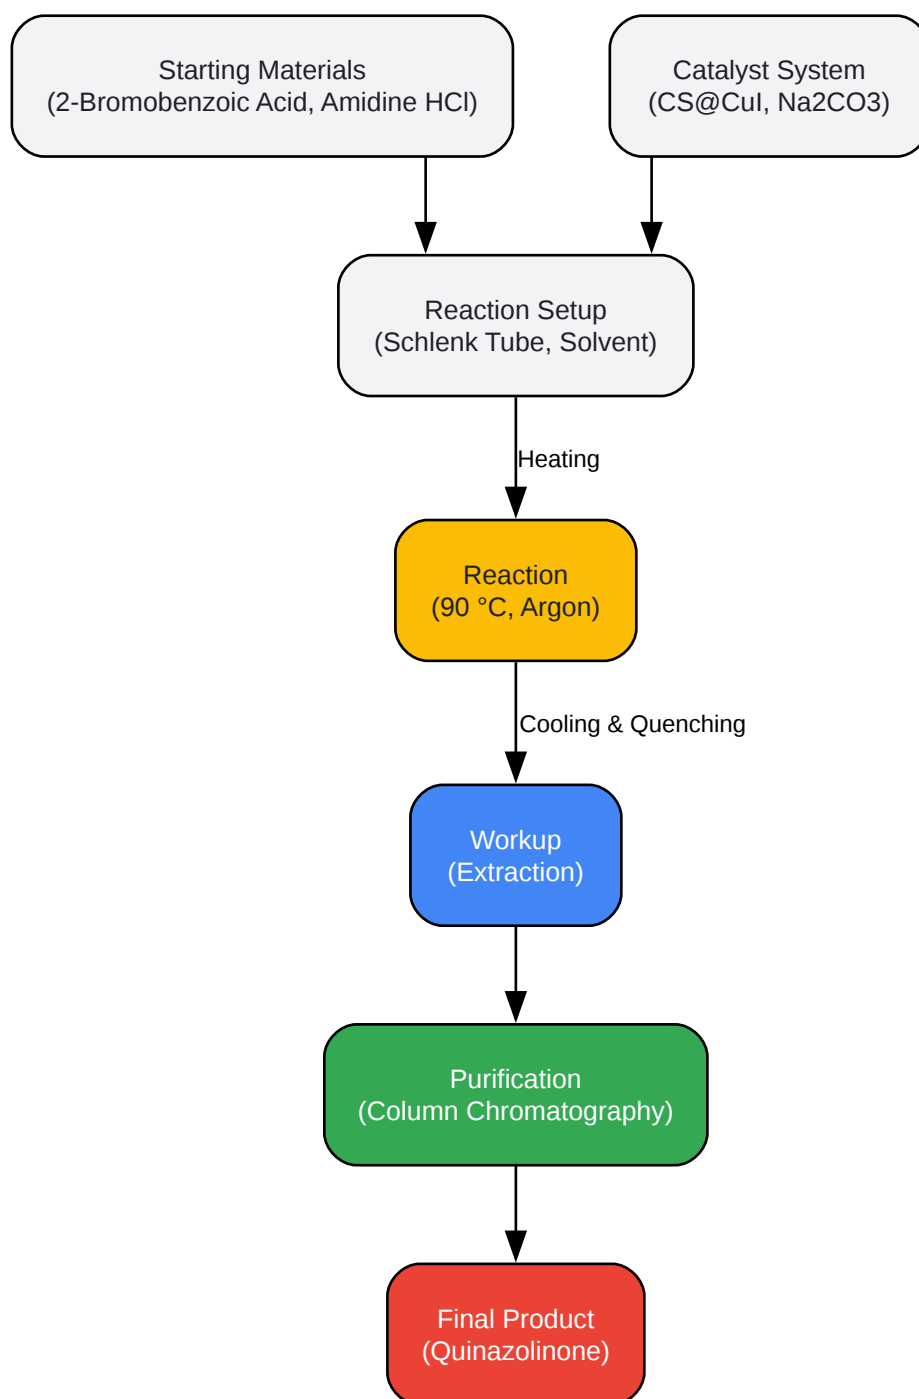 Starting Materials
(2-Bromobenzoic Acid, Amidine HCl)
Catalyst System
(CS@CuI, Na2CO3)
Reaction Setup
(Schlenk Tube, Solvent)
Heating
Reaction
(90 °C, Argon)
Cooling & Quenching
Workup
(Extraction)
Purification
(Column Chromatography)
Final Product
(Quinazolinone)